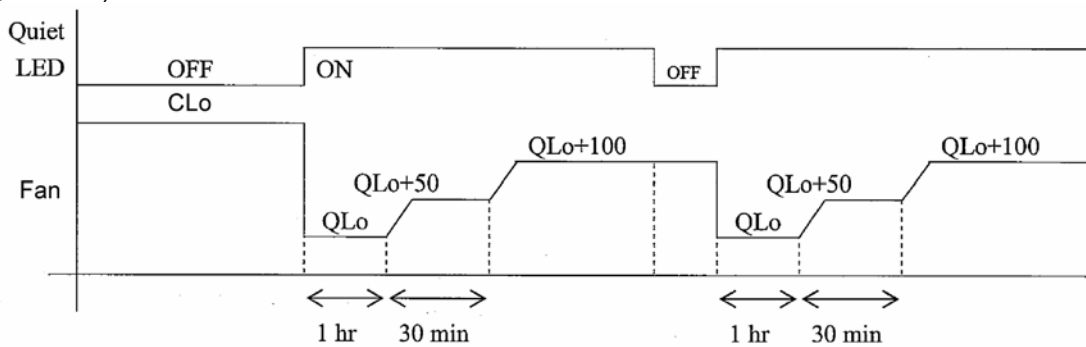 Quiet
LED
OFF
ON
OFF
CLo
Fan
QLo
QLo+50
QLo+100
QLo
QLo+50
QLo+100
1 hr
30 min
1 hr
30 min